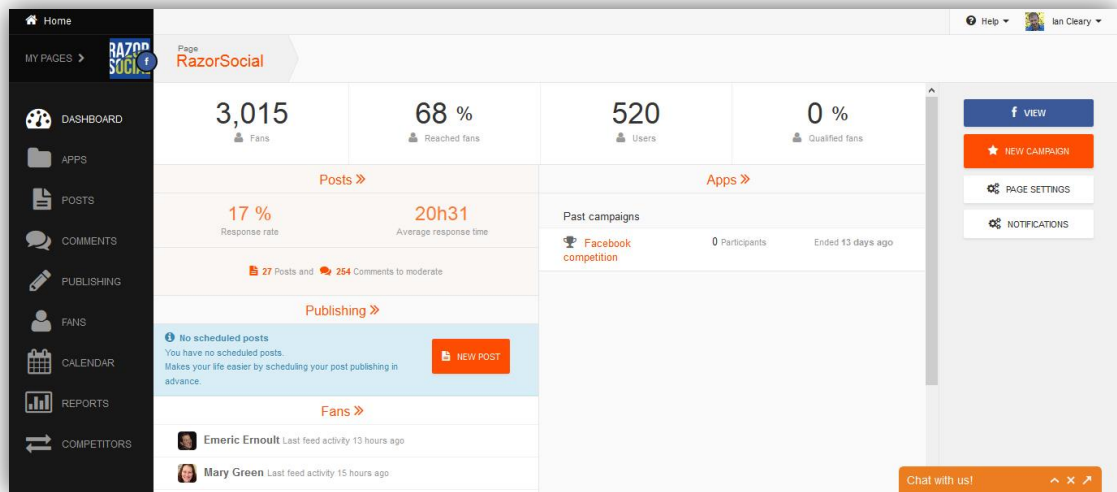 Home
Help
Ian Cleary
MY PAGES
RAZOR
SOCIAL
f
Page
RazorSocial
DASHBOARD
APPS
POSTS
COMMENTS
PUBLISHING
FANS
CALENDAR
REPORTS
COMPETITORS
3,015
Fans
68 %
Reached fans
520
Users
0 %
Qualified fans
Posts »
17 %
Response rate
20h31
Average response time
27 Posts and 254 Comments to moderate
Publishing »
No scheduled posts
You have no scheduled posts.
Makes your life easier by scheduling your post publishing in
advance.
NEW POST
Fans »
Emeric Ernoult Last feed activity 13 hours ago
Mary Green Last feed activity 15 hours ago
Apps »
Past campaigns
Facebook
competition
0 Participants
Ended 13 days ago
f VIEW
NEW CAMPAIGN
PAGE SETTINGS
NOTIFICATIONS
Chat with us!